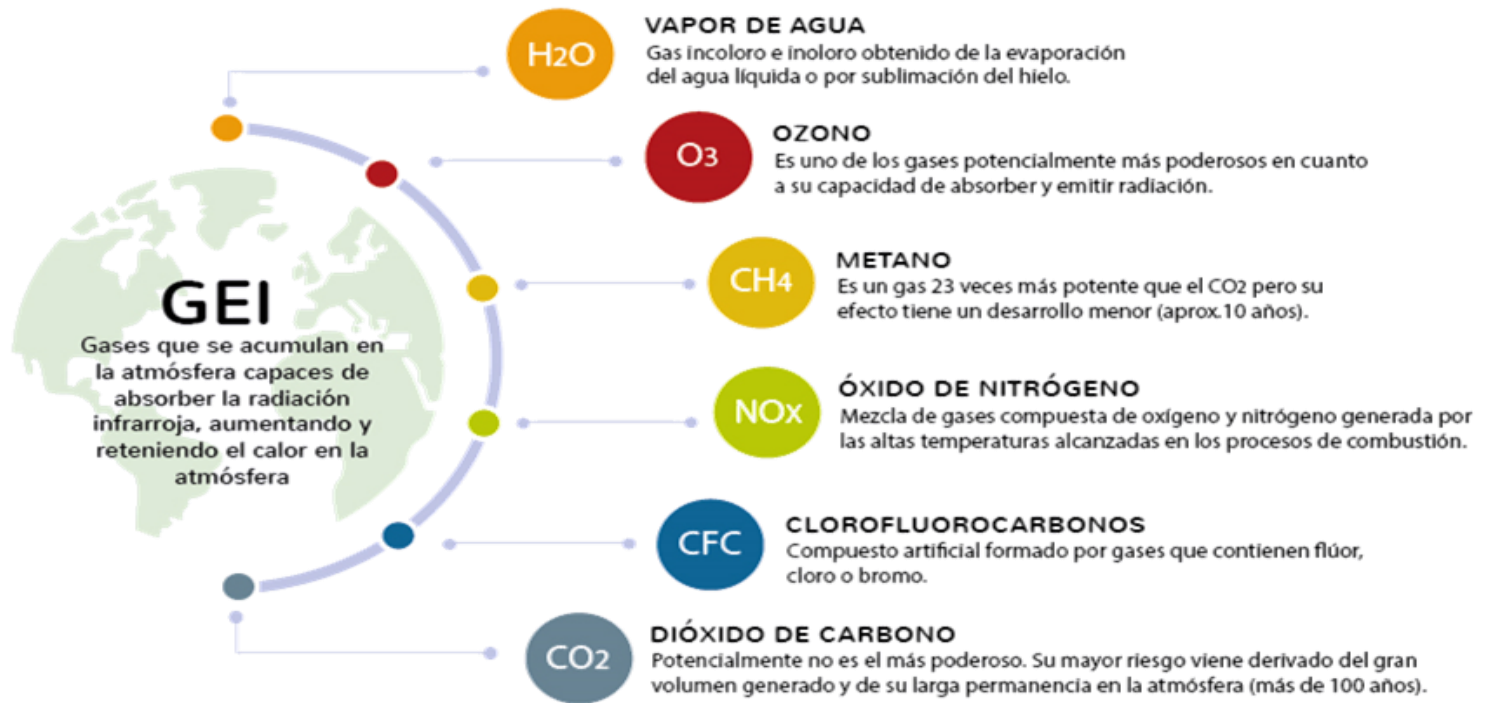 H2O
VAPOR DE AGUA
Gas incoloro e inoloro obtenido de la evaporación
del agua líquida o por sublimación del hielo.
O3
OZONO
Es uno de los gases potencialmente más poderosos en cuanto
a su capacidad de absorber y emitir radiación.
CH4
METANO
Es un gas 23 veces más potente que el CO2 pero su
efecto tiene un desarrollo menor (aprox.10 años).
GEI
Gases que se acumulan en
la atmósfera capaces de
absorber la radiación
infrarroja, aumentando y
reteniendo el calor en la
atmósfera
NOx
ÓXIDO DE NITRÓGENO
Mezcla de gases compuesta de oxígeno y nitrógeno generada por
las altas temperaturas alcanzadas en los procesos de combustión.
CFC
CLOROFLUOROCARBONOS
Compuesto artificial formado por gases que contienen flúor,
cloro o bromo.
CO2
DIÓXIDO DE CARBONO
Potencialmente no es el más poderoso. Su mayor riesgo viene derivado del gran
volumen generado y de su larga permanencia en la atmósfera (más de 100 años).